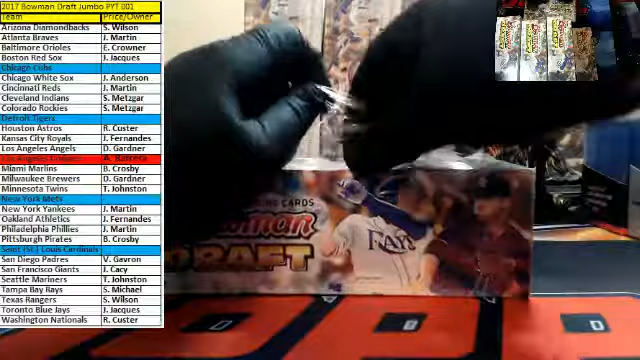 2017 Bowman Draft Jumbo PYT 001
Team Price/Owner
Arizona Diamondbacks S. Wilson
Atlanta Braves J. Martin
Baltimore Orioles E. Crowner
Boston Red Sox J. Jacques
Chicago Cubs
Chicago White Sox J. Anderson
Cincinnati Reds J. Martin
Cleveland Indians S. Metzgar
Colorado Rockies S. Metzgar
Detroit Tigers
Houston Astros R. Custer
Kansas City Royals J. Fernandes
Los Angeles Angels D. Gardner
Los Angeles
Miami Marlins B. Crosby
Milwaukee Brewers D. Gardner
Minnesota Twins T. Johnston
New York Mets
New York Yankees J. Martin
Oakland Athletics J. Fernandes
Philadelphia Phillies J. Martin
Pittsburgh Pirates B. Crosby
Saint (St.) Louis Cardinals
San Diego Padres V. Gavron
San Francisco Giants J. Cacy
Seattle Mariners T. Johnston
Tampa Bay Rays S. Michael
Texas Rangers S. Wilson
Toronto Blue Jays J. Jacques
Washington Nationals R. Custer
CARDS
RAYS
DRAFT